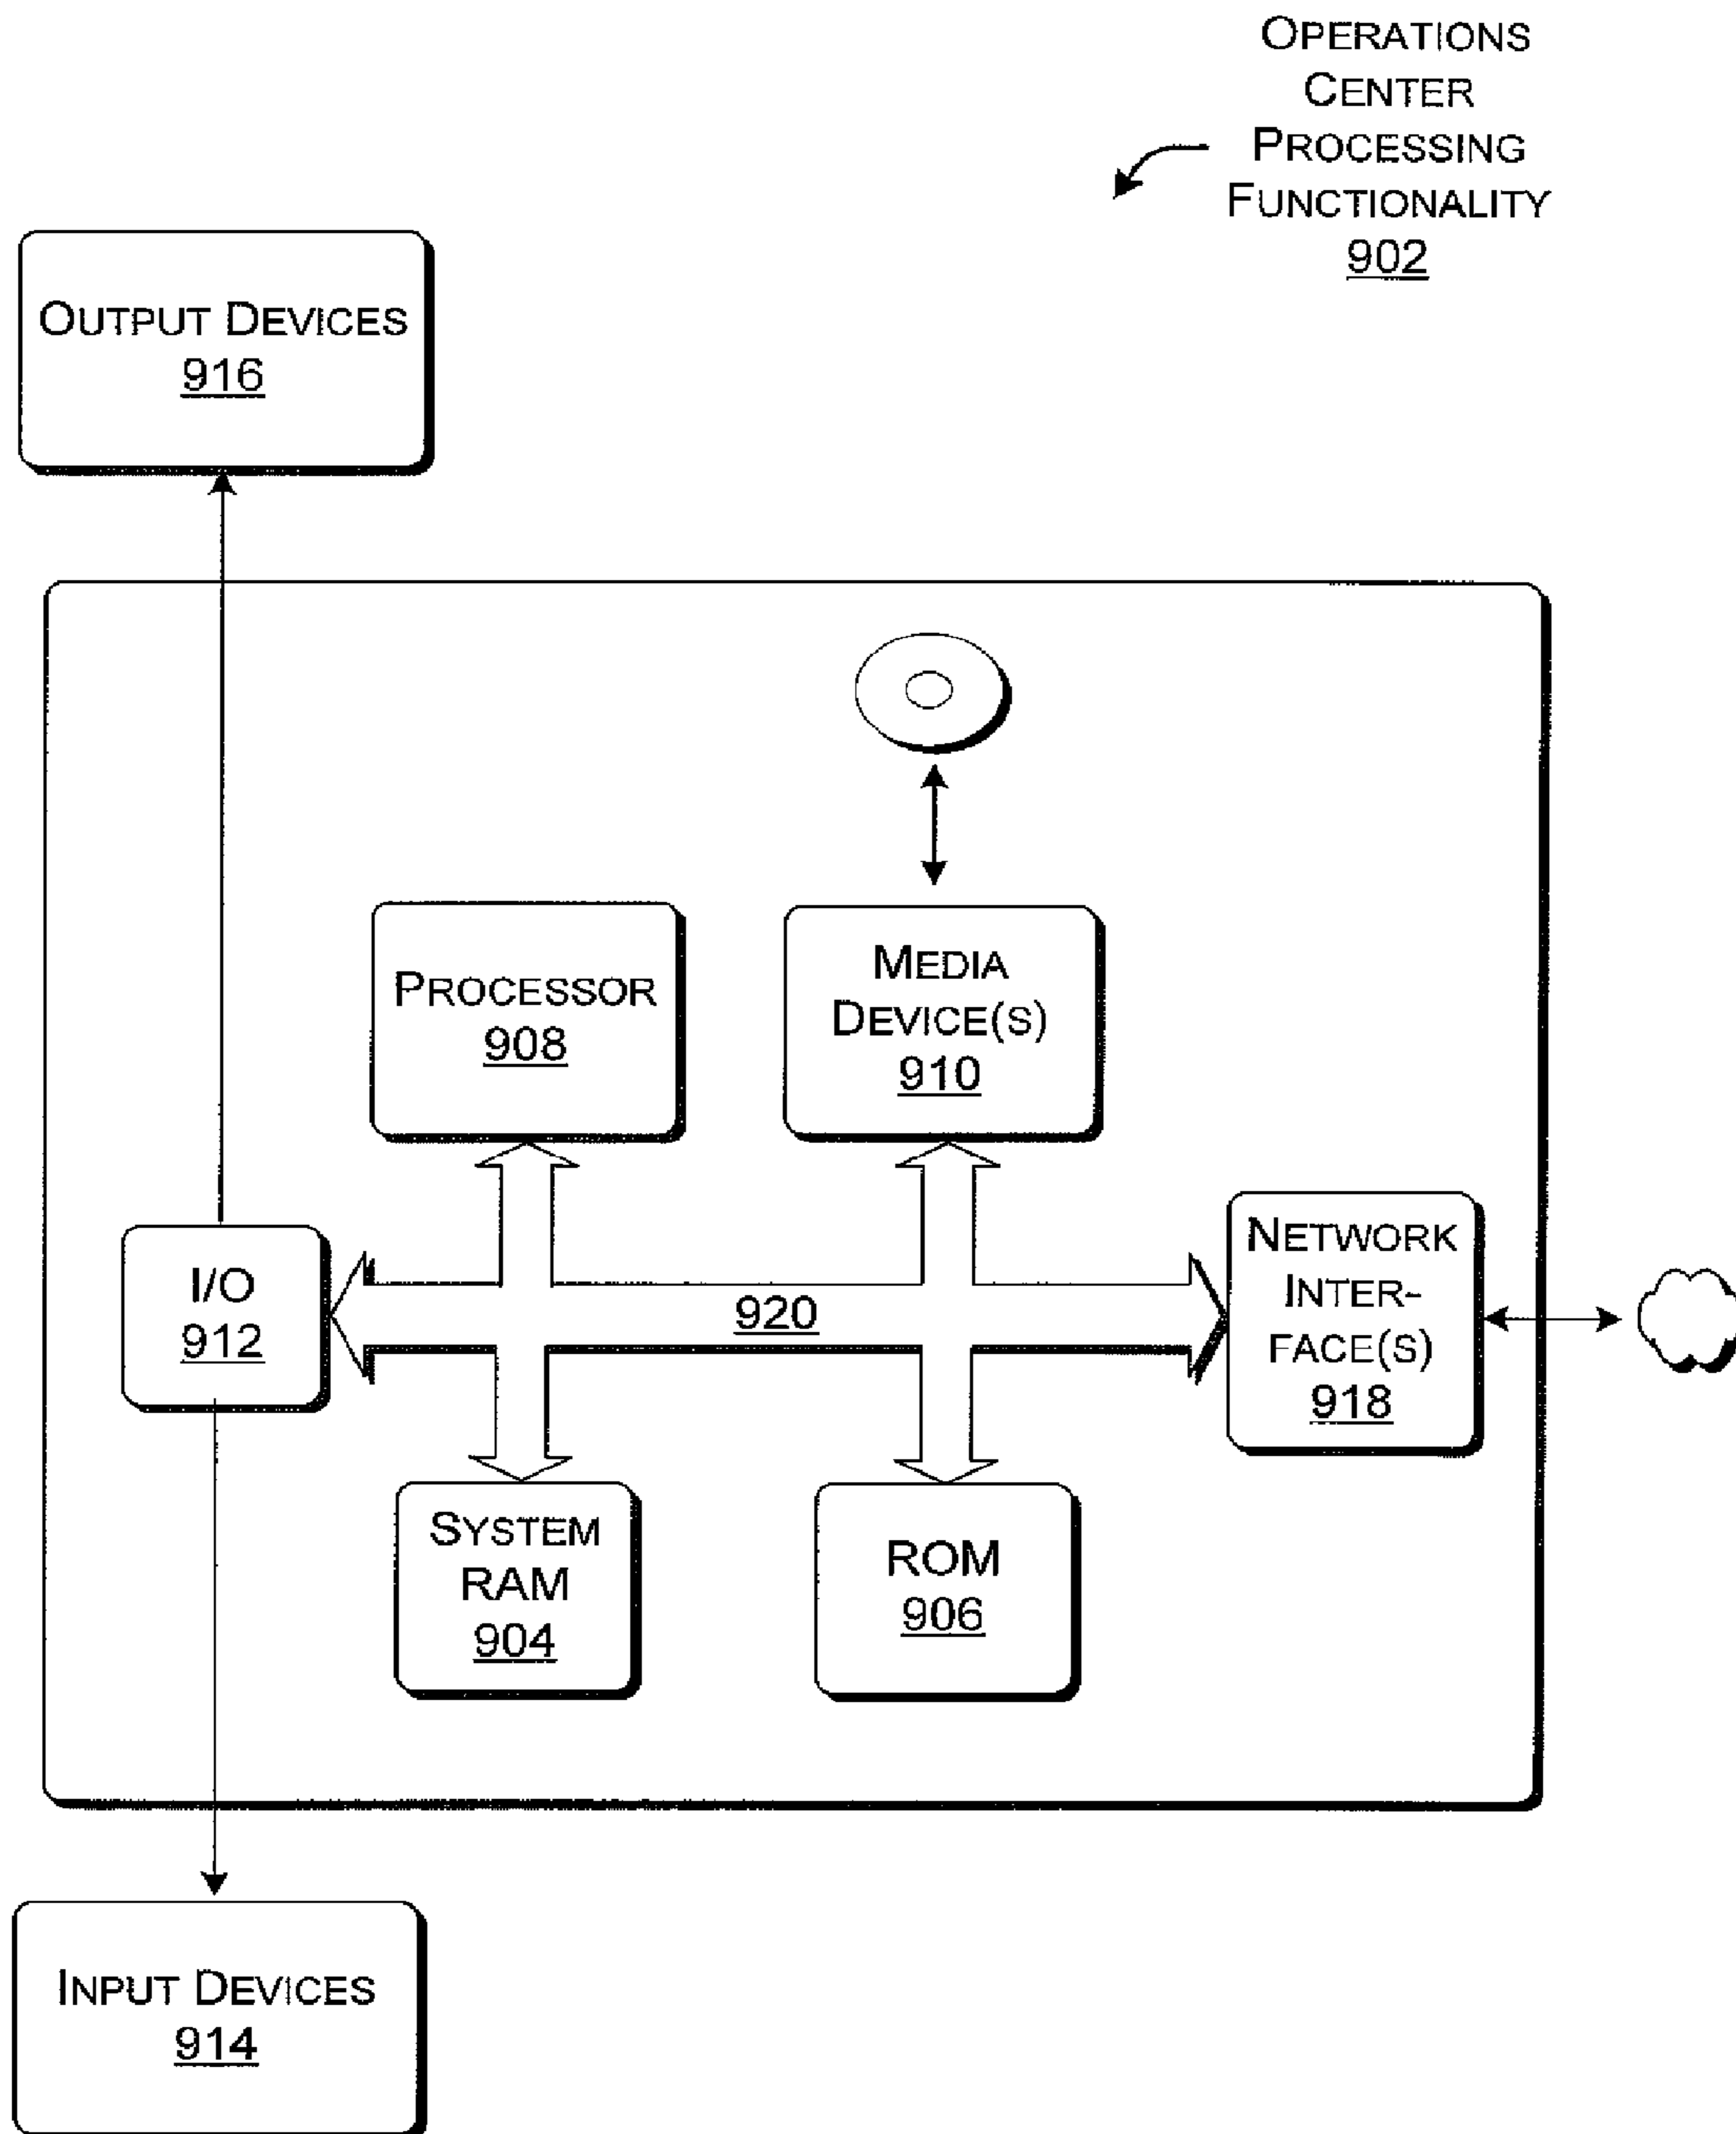 OPERATIONS
CENTER
PROCESSING
FUNCTIONALITY
902
OUTPUT DEVICES
916
PROCESSOR
908
MEDIA
DEVICE(S)
910
I/O
912
920
NETWORK
INTER-
FACE(S)
918
SYSTEM
RAM
904
ROM
906
INPUT DEVICES
914